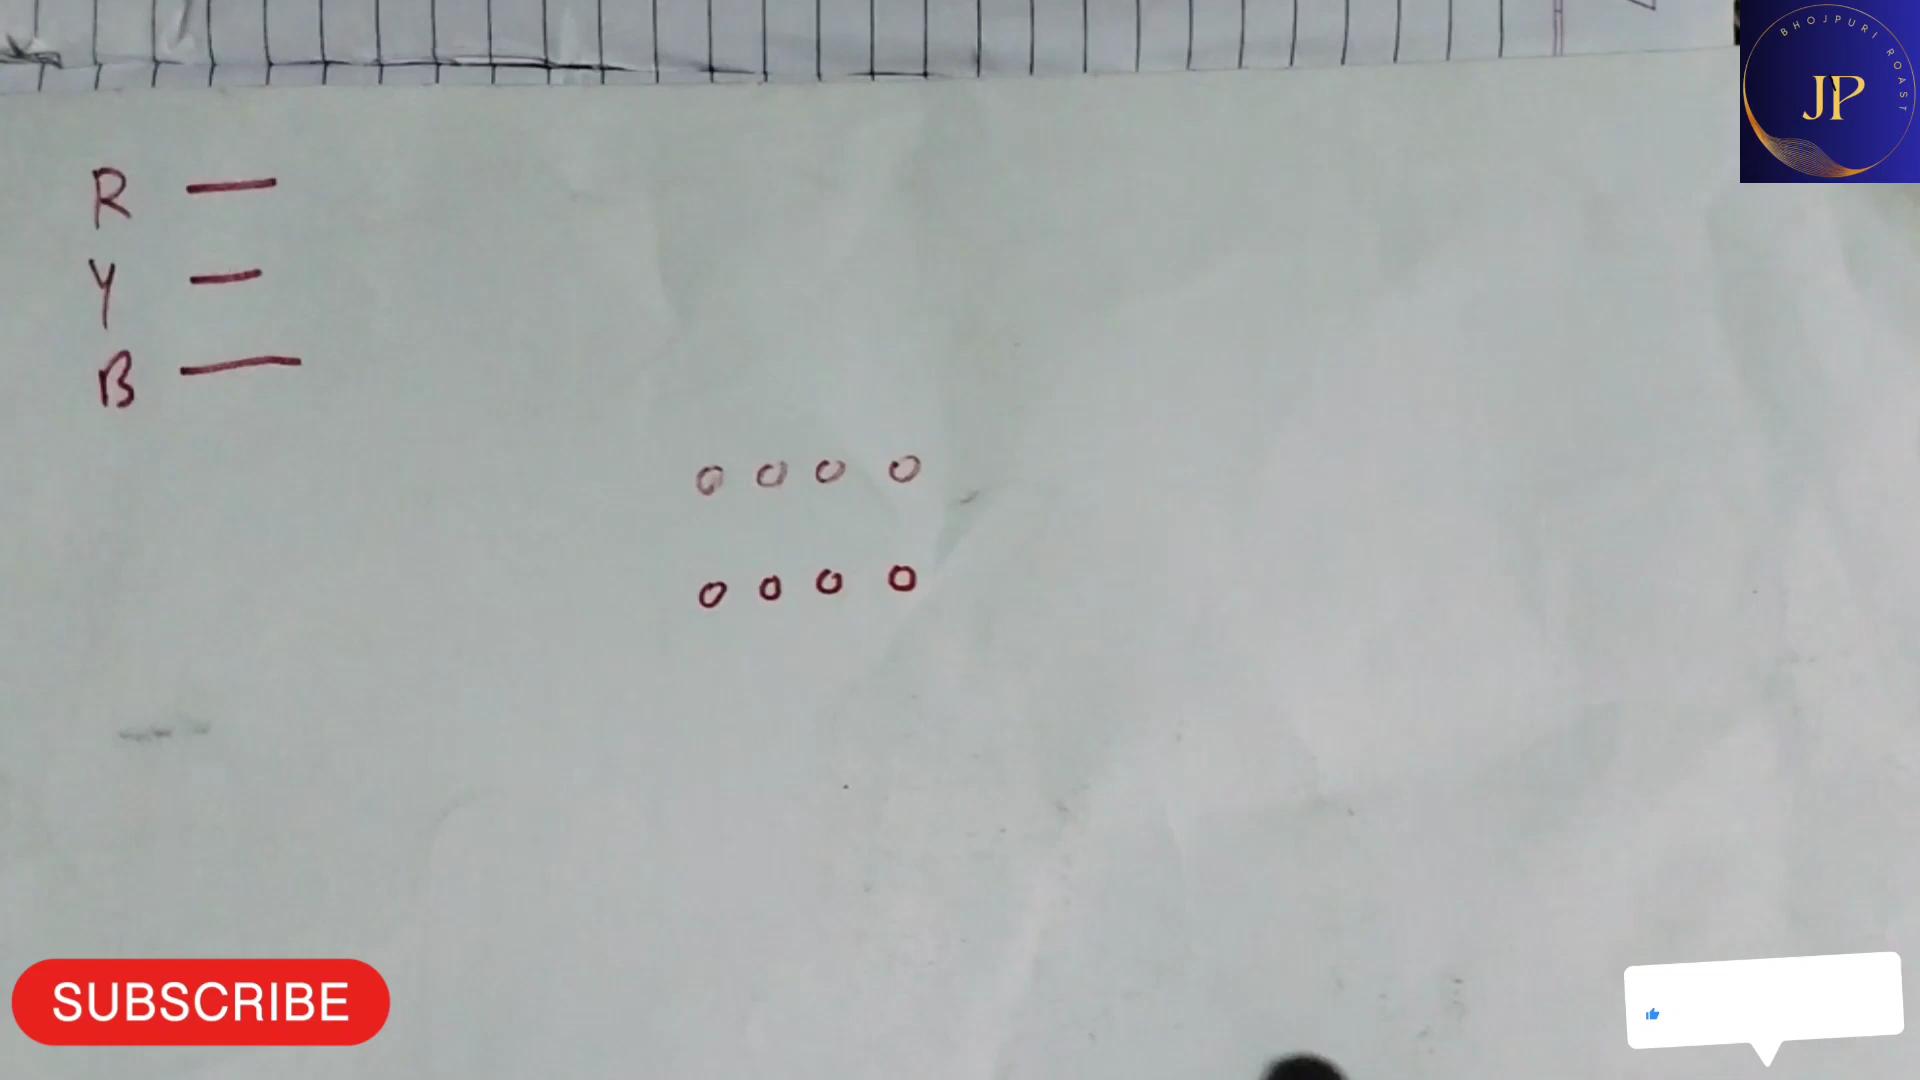 BHOJPURI ROAST
JP
R —
Y —
B —
o o o o
o o o o
SUBSCRIBE